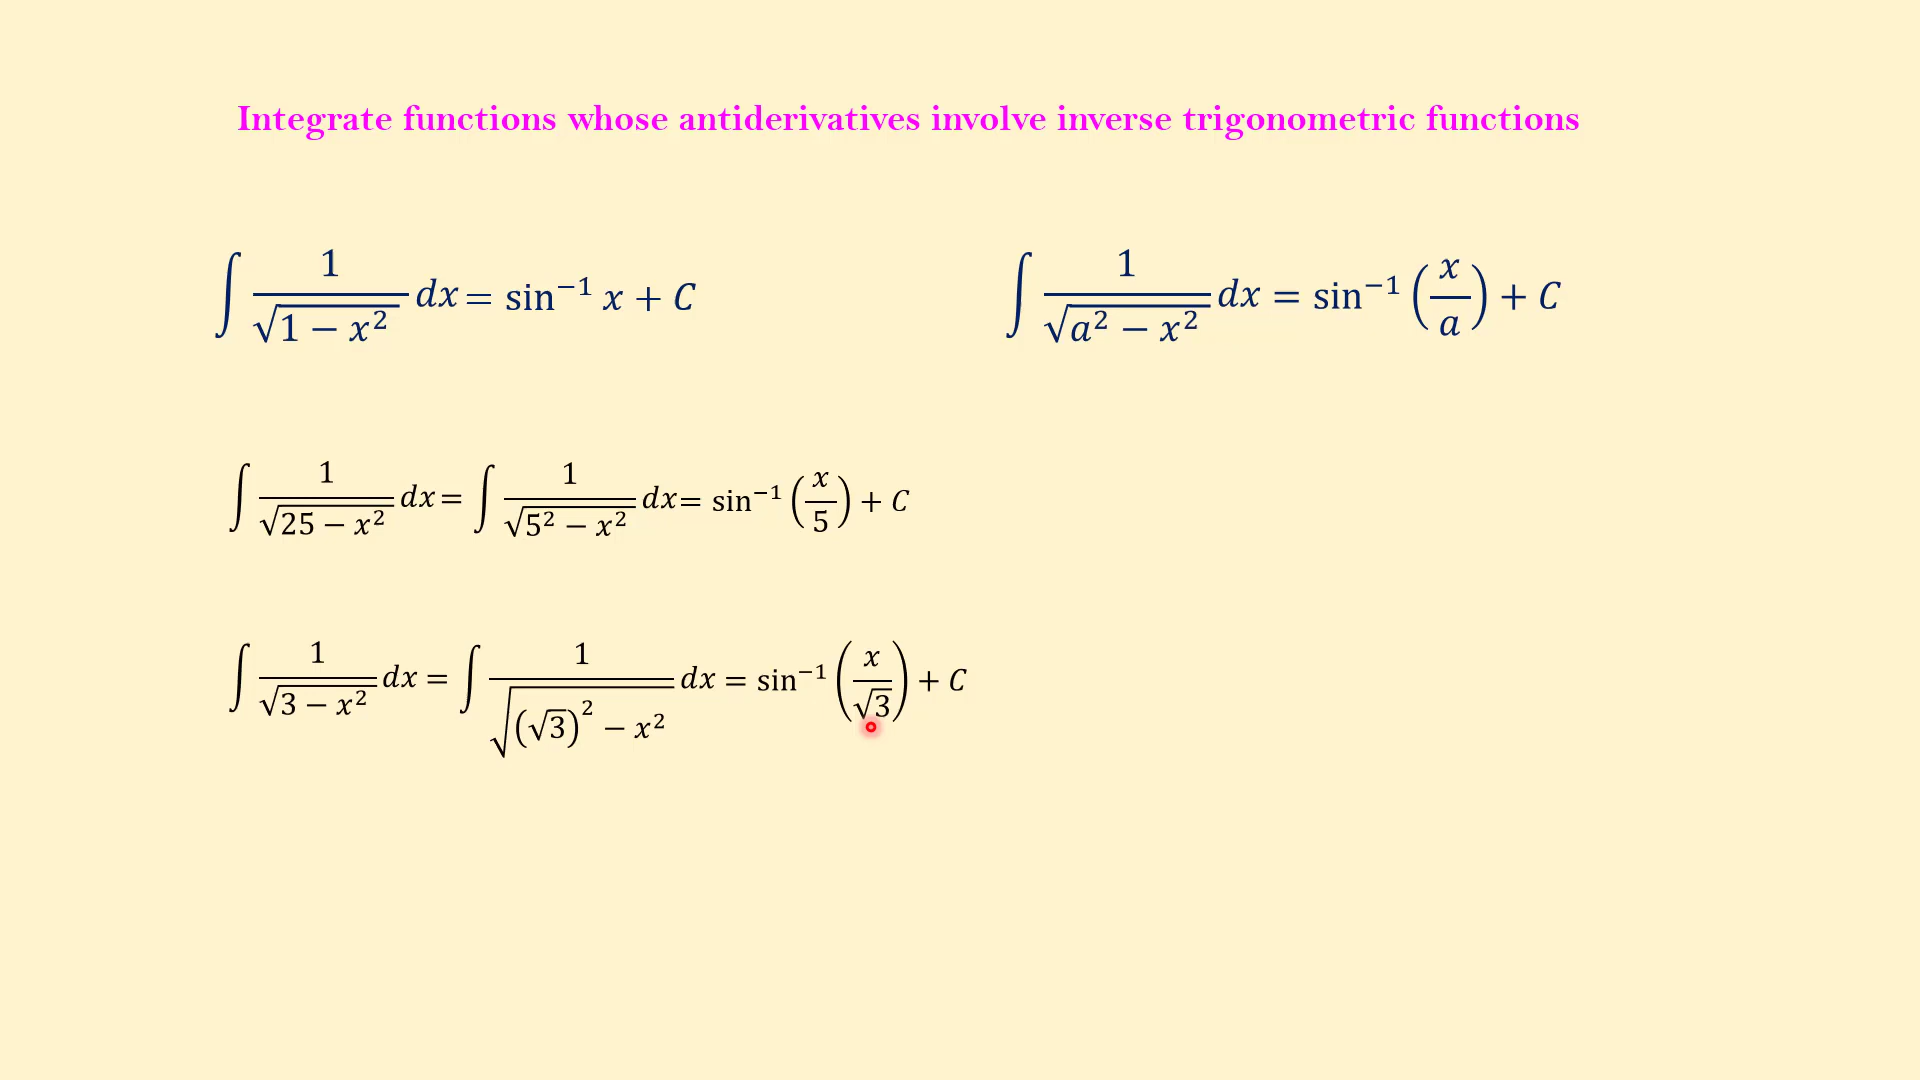 Integrate functions whose antiderivatives involve inverse trigonometric functions
∫ 1/√(1 − x²) dx = sin⁻¹ x + C
∫ 1/√(a² − x²) dx = sin⁻¹ (x/a) + C
∫ 1/√(25 − x²) dx = ∫ 1/√(5² − x²) dx = sin⁻¹ (x/5) + C
∫ 1/√(3 − x²) dx = ∫ 1/√((√3)² − x²) dx = sin⁻¹ (x/√3) + C